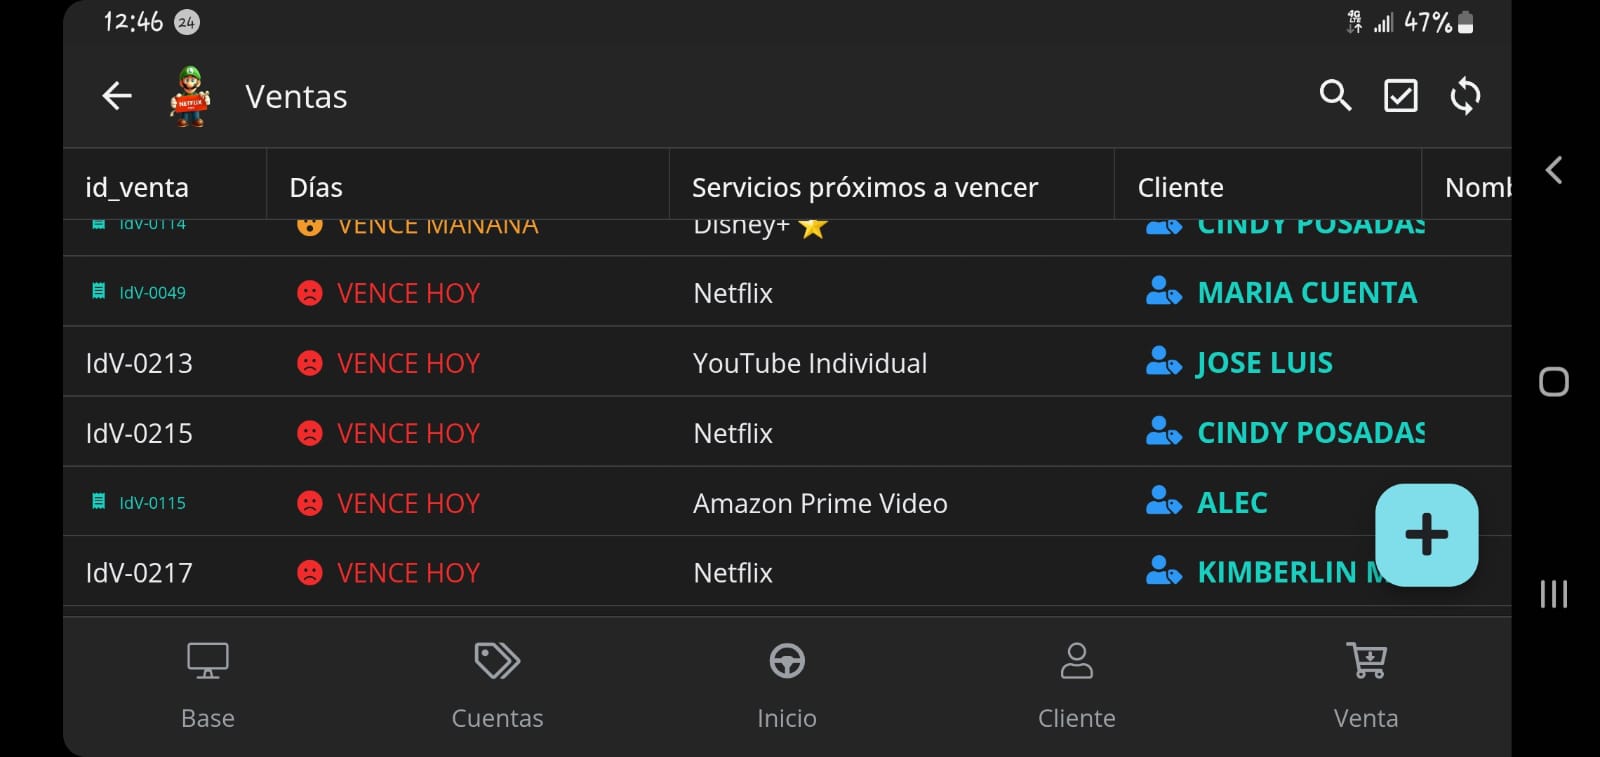 12:46 24 4G LTE 47%
NETFLIX
Ventas
id_venta Días Servicios próximos a vencer Cliente Nomb
IdV-0114 VENCE MAÑANA Disney+ CINDY POSADAS
IdV-0049 VENCE HOY Netflix MARIA CUENTA
IdV-0213 VENCE HOY YouTube Individual JOSE LUIS
IdV-0215 VENCE HOY Netflix CINDY POSADAS
IdV-0115 VENCE HOY Amazon Prime Video ALEC
IdV-0217 VENCE HOY Netflix KIMBERLIN M
Base Cuentas Inicio Cliente Venta